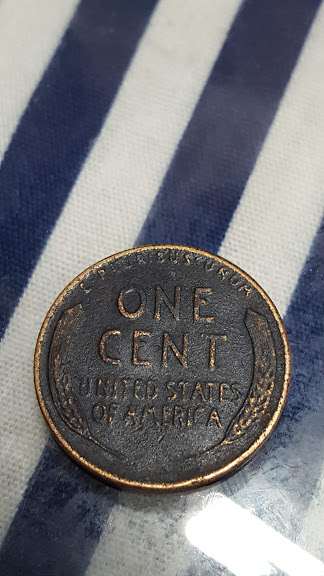 E PLURIBUS UNUM
ONE
CENT
UNITED STATES
OF AMERICA